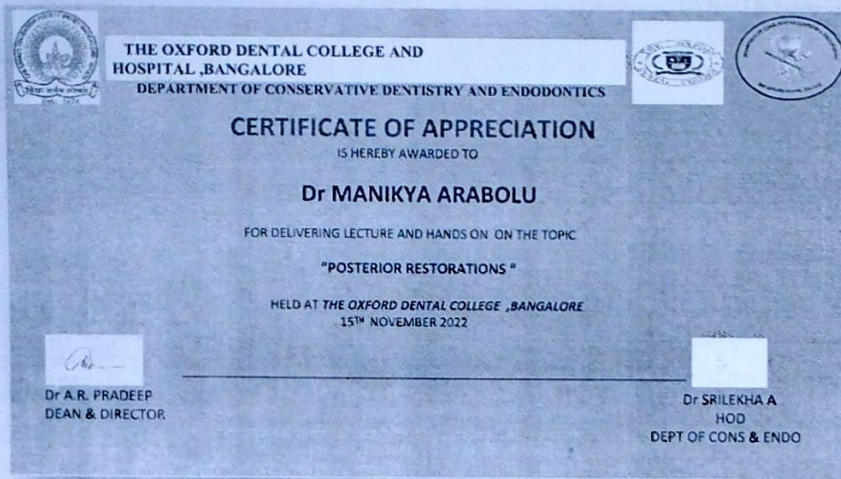 THE OXFORD DENTAL COLLEGE AND
HOSPITAL ,BANGALORE
DEPARTMENT OF CONSERVATIVE DENTISTRY AND ENDODONTICS
CERTIFICATE OF APPRECIATION
IS HEREBY AWARDED TO
Dr MANIKYA ARABOLU
FOR DELIVERING LECTURE AND HANDS ON ON THE TOPIC
"POSTERIOR RESTORATIONS "
HELD AT THE OXFORD DENTAL COLLEGE ,BANGALORE
15TH NOVEMBER 2022
Dr A.R. PRADEEP
DEAN & DIRECTOR
Dr SRILEKHA A
HOD
DEPT OF CONS & ENDO